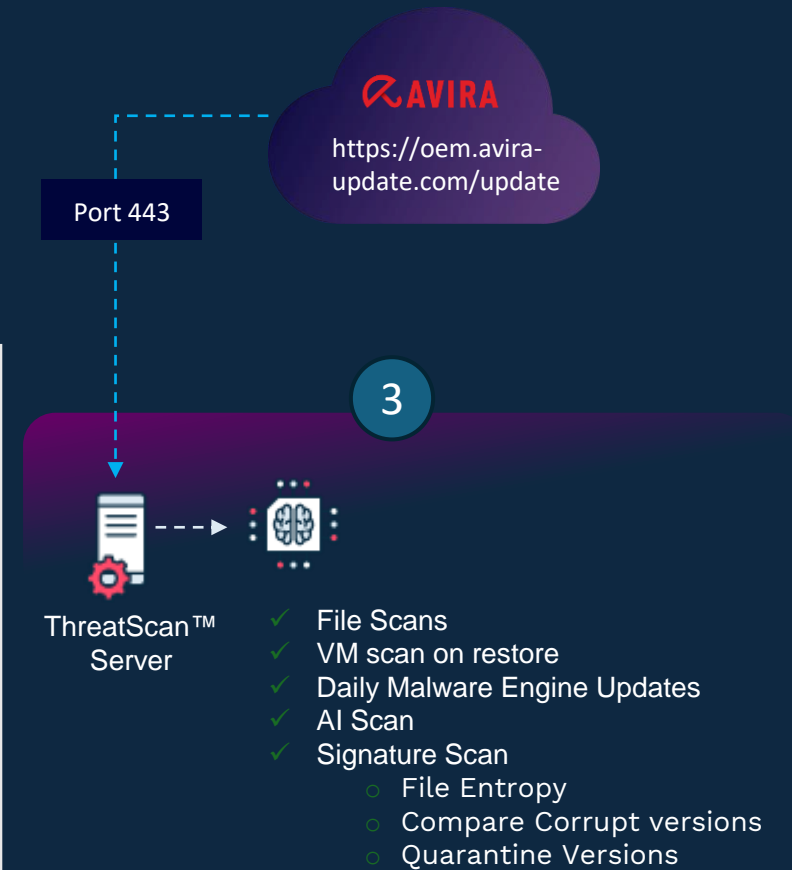 AVIRA
https://oem.avira-
update.com/update
Port 443
3
ThreatScan™
Server
✓ File Scans
✓ VM scan on restore
✓ Daily Malware Engine Updates
✓ AI Scan
✓ Signature Scan
o File Entropy
o Compare Corrupt versions
o Quarantine Versions